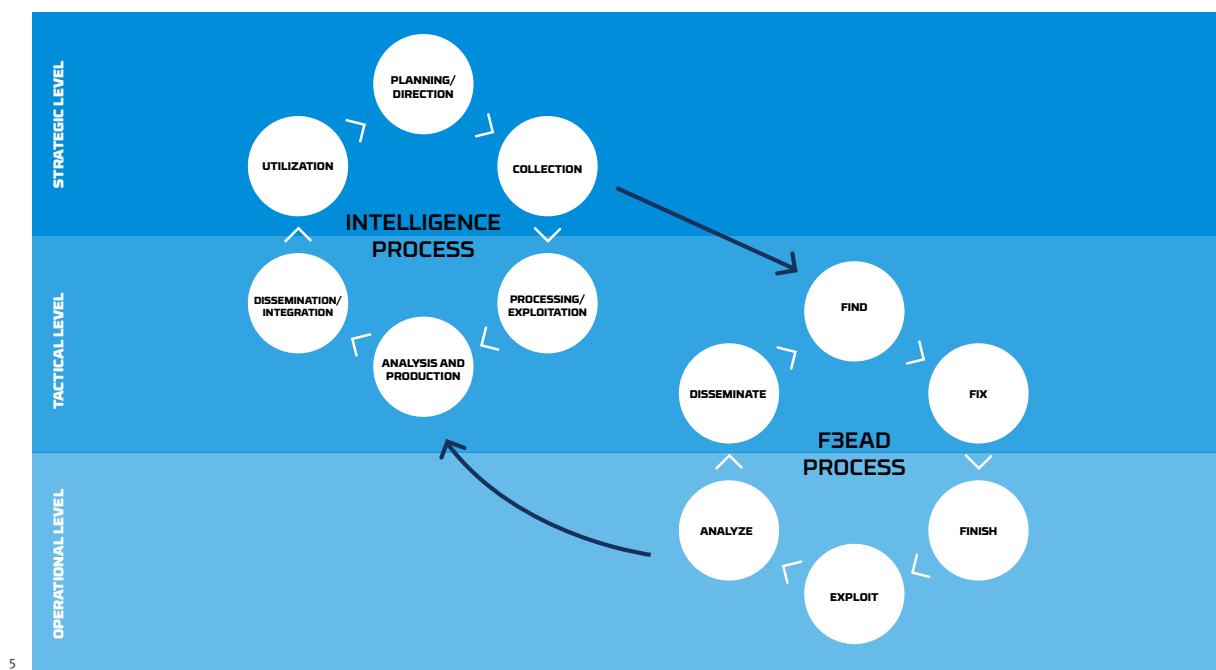 STRATEGIC LEVEL
PLANNING/
DIRECTION
UTILIZATION
COLLECTION
INTELLIGENCE
PROCESS
TACTICAL LEVEL
DISSEMINATION/
INTEGRATION
PROCESSING/
EXPLOITATION
ANALYSIS AND
PRODUCTION
FIND
DISSEMINATE
FIX
F3EAD
PROCESS
OPERATIONAL LEVEL
ANALYZE
FINISH
EXPLOIT
5